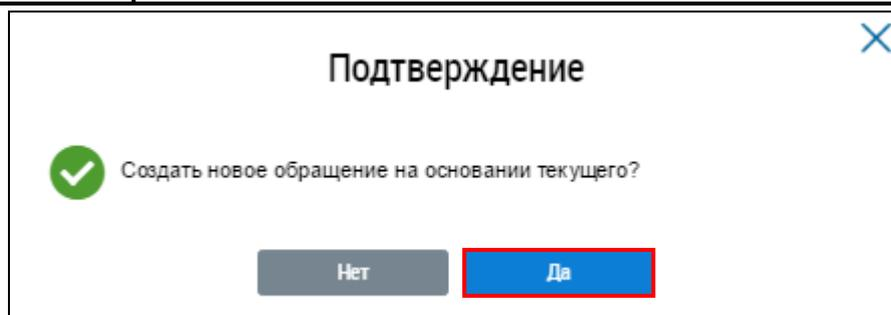 Подтверждение
Создать новое обращение на основании текущего?
Нет
Да